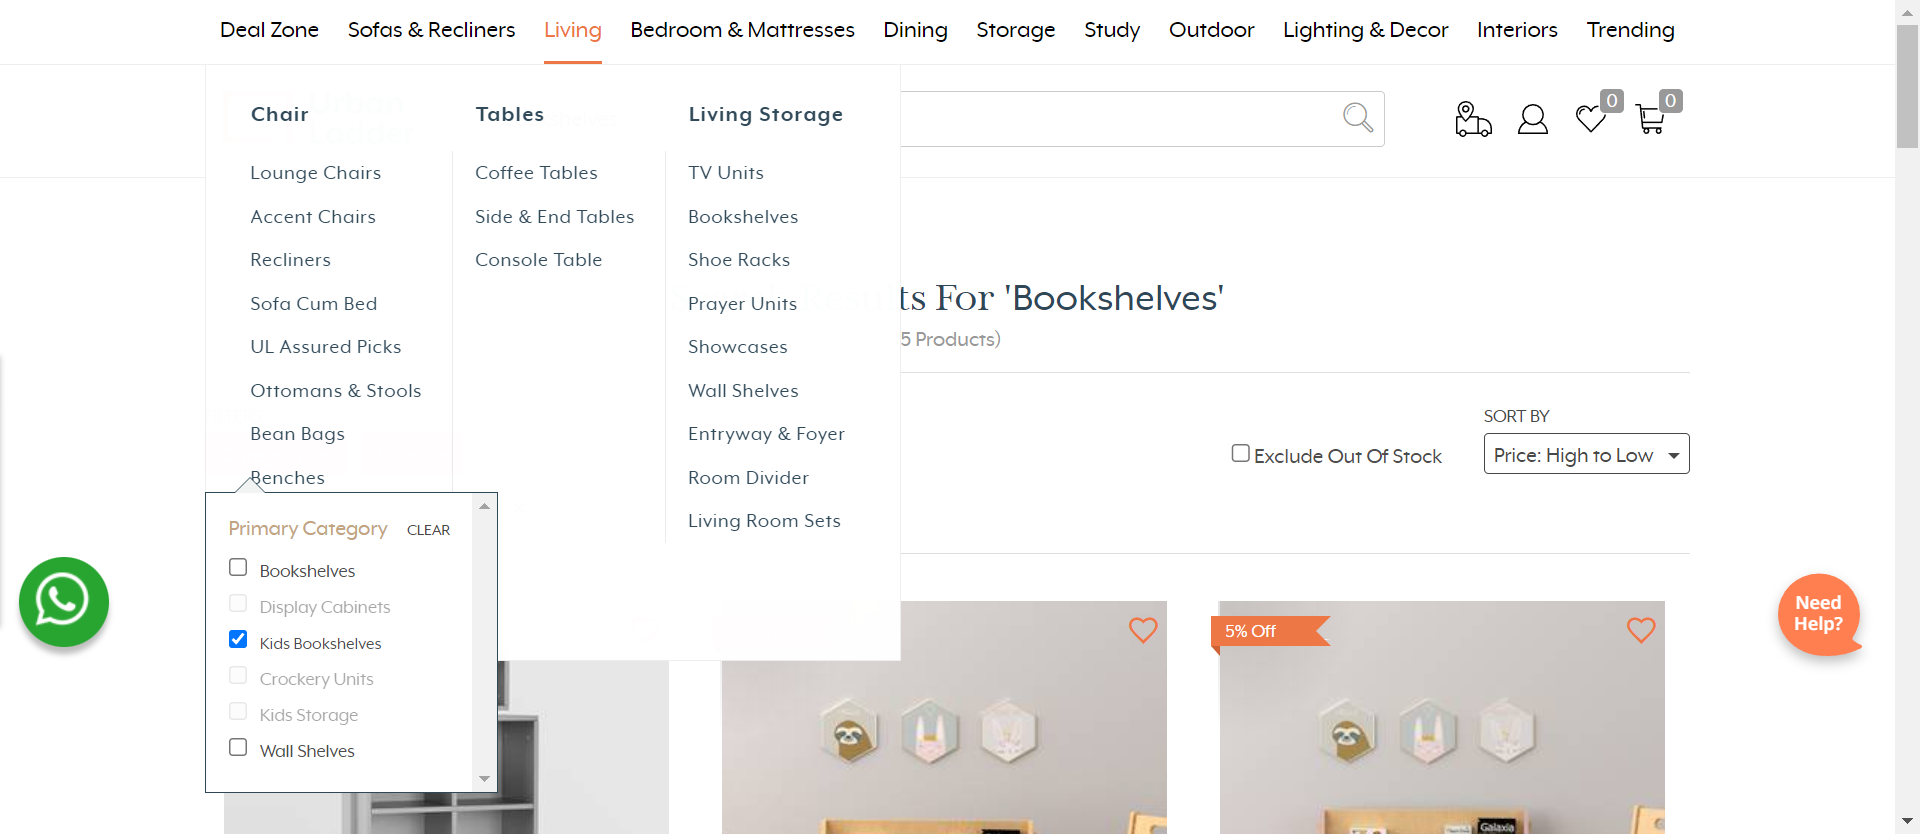 Deal Zone Sofas & Recliners Living Bedroom & Mattresses Dining Storage Study Outdoor Lighting & Decor Interiors Trending
Chair
Lounge Chairs
Accent Chairs
Recliners
Sofa Cum Bed
UL Assured Picks
Ottomans & Stools
Bean Bags
Benches
Tables
Coffee Tables
Side & End Tables
Console Table
Living Storage
TV Units
Bookshelves
Shoe Racks
Prayer Units
Showcases
Wall Shelves
Entryway & Foyer
Room Divider
Living Room Sets
0
0
ts For 'Bookshelves'
5 Products)
Exclude Out Of Stock
SORT BY
Price: High to Low
Primary Category CLEAR
Bookshelves
Display Cabinets
Kids Bookshelves
Crockery Units
Kids Storage
Wall Shelves
5% Off
Need
Help?
Galaxia